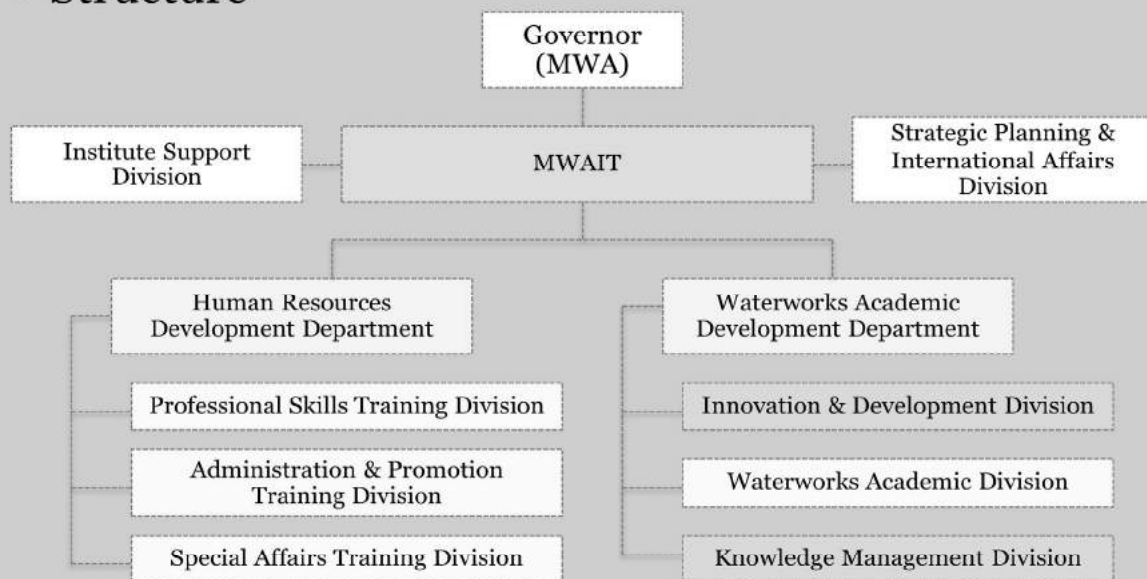 Structure
Governor
(MWA)
Institute Support
Division
MWAIT
Strategic Planning &
International Affairs
Division
Human Resources
Development Department
Waterworks Academic
Development Department
Professional Skills Training Division
Innovation & Development Division
Administration & Promotion
Training Division
Waterworks Academic Division
Special Affairs Training Division
Knowledge Management Division